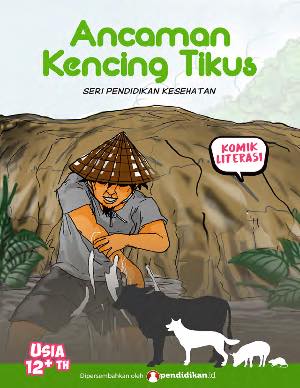 Ancaman
Kencing Tikus
SERI PENDIDIKAN KESEHATAN
KOMIK
LITERASI
USIA
12+ TH
Dipersembahkan oleh pendidikan.id